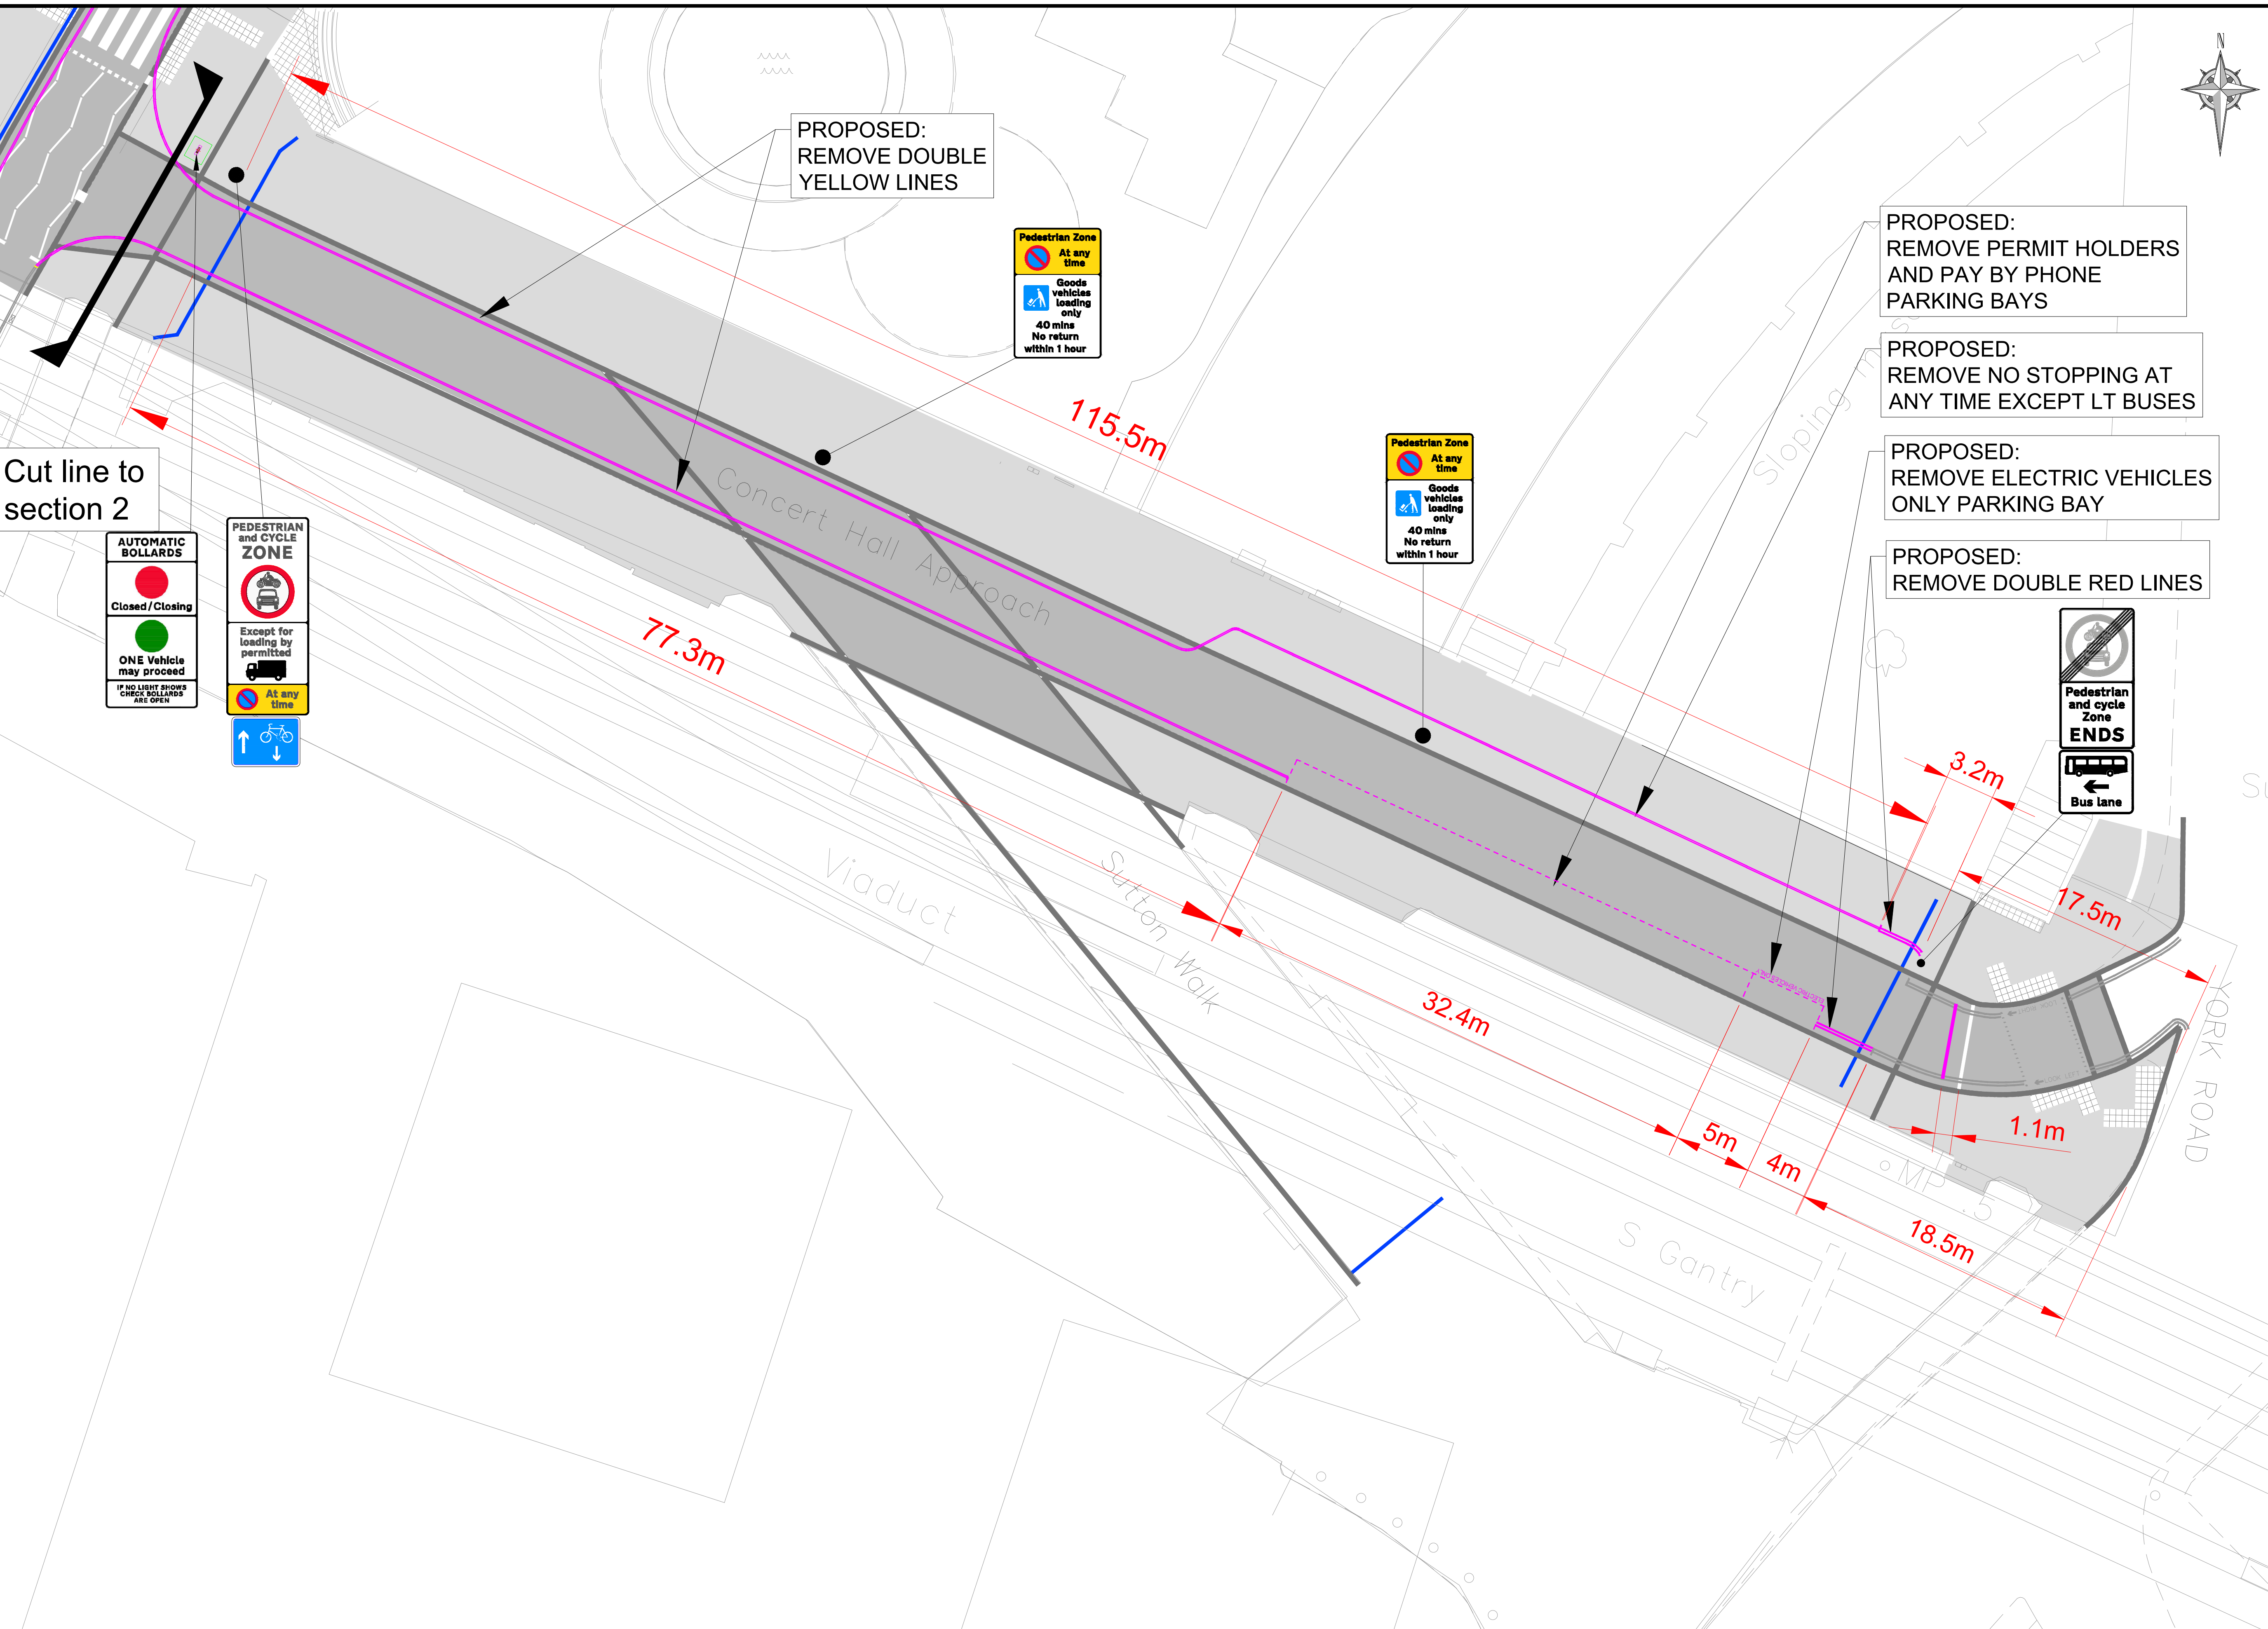 N
PROPOSED:
REMOVE DOUBLE
YELLOW LINES
PROPOSED:
REMOVE PERMIT HOLDERS
AND PAY BY PHONE
PARKING BAYS
PROPOSED:
REMOVE NO STOPPING AT
ANY TIME EXCEPT LT BUSES
PROPOSED:
REMOVE ELECTRIC VEHICLES
ONLY PARKING BAY
PROPOSED:
REMOVE DOUBLE RED LINES
Pedestrian Zone
At any
time
Goods
vehicles
loading
only
40 mins
No return
within 1 hour
Pedestrian Zone
At any
time
Goods
vehicles
loading
only
40 mins
No return
within 1 hour
Cut line to
section 2
AUTOMATIC
BOLLARDS
Closed/Closing
ONE Vehicle
may proceed
IF NO LIGHT SHOWS
CHECK BOLLARDS
ARE OPEN
PEDESTRIAN
and CYCLE
ZONE
Except for
loading by
permitted
At any
time
Pedestrian
and cycle
Zone
ENDS
Bus lane
115.5m
77.3m
3.2m
17.5m
32.4m
5m
4m
18.5m
1.1m
Concert Hall Approach
Sloping
Viaduct
Sutton Walk
S Gantry
YORK ROAD
ELECTRIC VEHICLES ONLY
LOOK LEFT